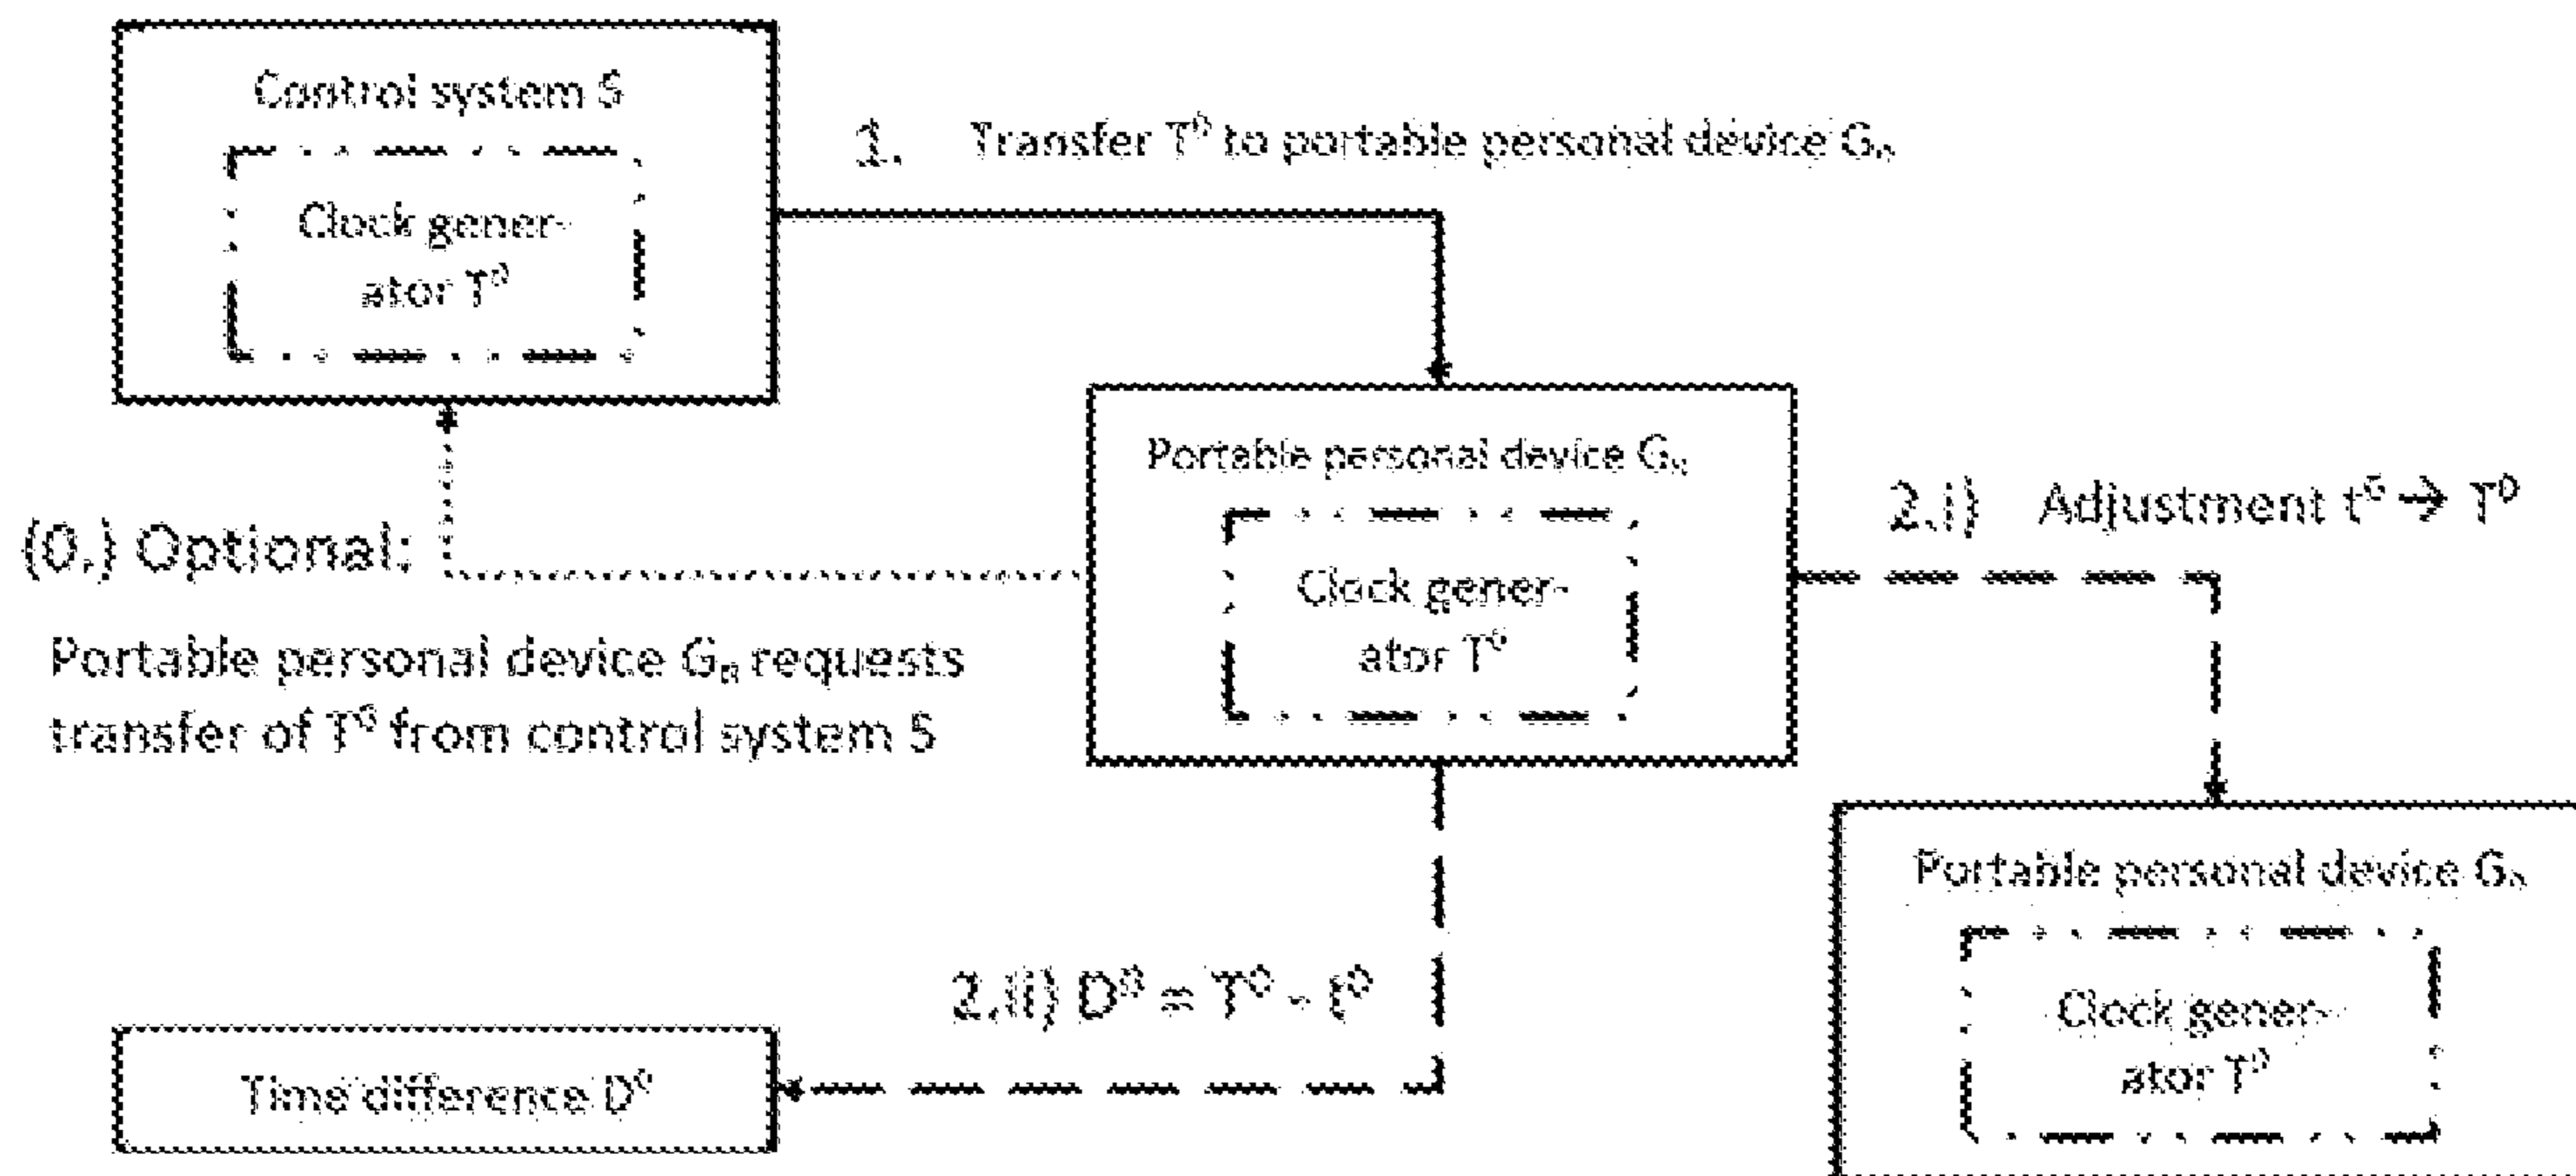 Control system S
Clock gener-
ator T⁰
1. Transfer T⁰ to portable personal device Gₙ
Portable personal device Gₙ
Clock gener-
ator T⁰
2.i) Adjustment t⁰ → T⁰
(0.) Optional:
Portable personal device Gₙ requests
transfer of T⁰ from control system S
2.ii) D⁰ = T⁰ - t⁰
Time difference D⁰
Portable personal device Gₙ
Clock gener-
ator T⁰